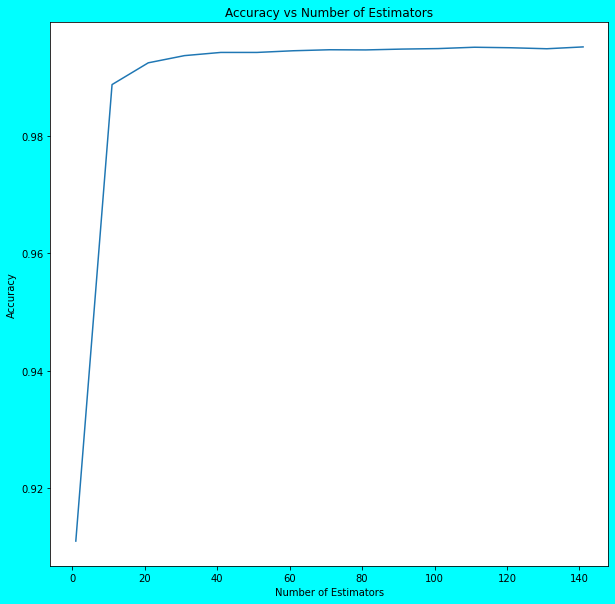 Accuracy vs Number of Estimators
0.98
0.96
0.94
0.92
Accuracy
0 20 40 60 80 100 120 140
Number of Estimators